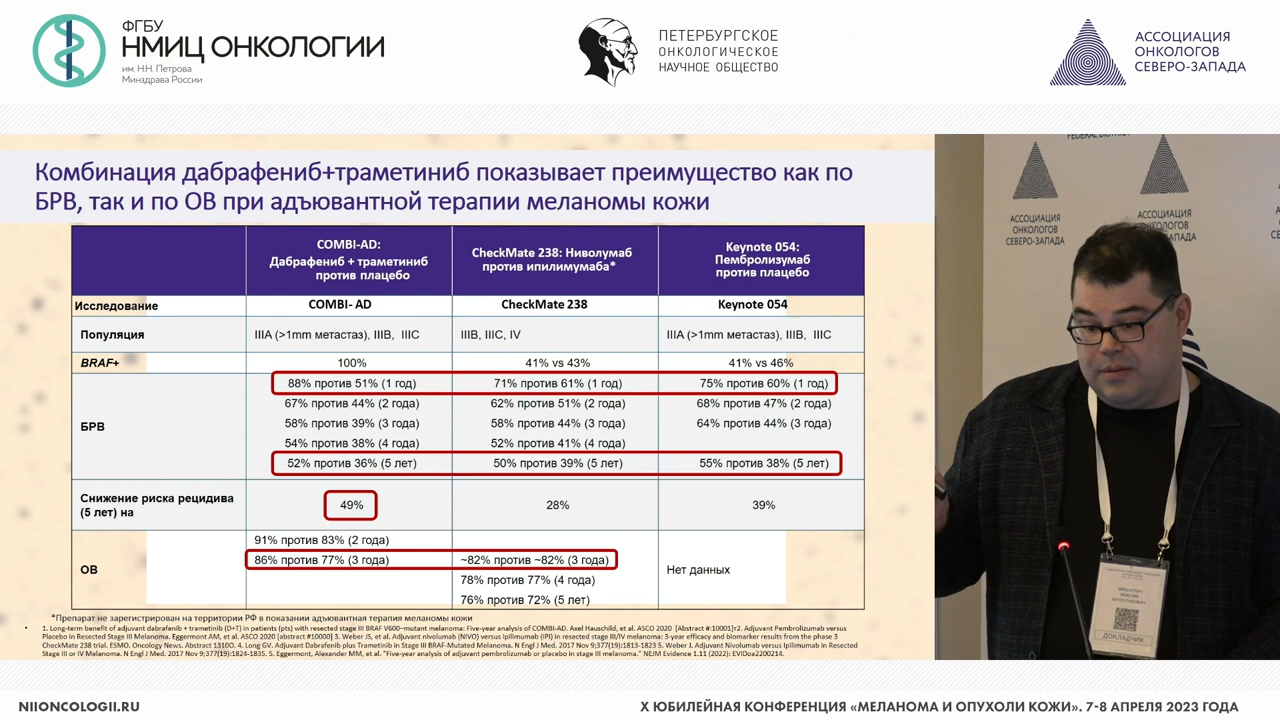 ФГБУ
НМИЦ ОНКОЛОГИИ
им. Н.Н. Петрова
Минздрава России
ПЕТЕРБУРГСКОЕ
ОНКОЛОГИЧЕСКОЕ
НАУЧНОЕ ОБЩЕСТВО
АССОЦИАЦИЯ
ОНКОЛОГОВ
СЕВЕРО-ЗАПАДА
Комбинация дабрафениб+траметиниб показывает преимущество как по
БРВ, так и по ОВ при адъювантной терапии меланомы кожи
COMBI-AD:
Дабрафениб + траметиниб
против плацебо
CheckMate 238: Ниволумаб
против ипилимумаба*
Keynote 054:
Пембролизумаб
против плацебо
Исследование
COMBI- AD
CheckMate 238
Keynote 054
Популяция
IIIA (>1mm метастаз), IIIB, IIIC
IIIB, IIIC, IV
IIIA (>1mm метастаз), IIIB, IIIC
BRAF+
100%
41% vs 43%
41% vs 46%
БРВ
88% против 51% (1 год)
67% против 44% (2 года)
58% против 39% (3 года)
54% против 38% (4 года)
52% против 36% (5 лет)
71% против 61% (1 год)
62% против 51% (2 года)
58% против 44% (3 года)
52% против 41% (4 года)
50% против 39% (5 лет)
75% против 60% (1 год)
68% против 47% (2 года)
64% против 44% (3 года)
55% против 38% (5 лет)
Снижение риска рецидива
(5 лет) на
49%
28%
39%
ОВ
91% против 83% (2 года)
86% против 77% (3 года)
~82% против ~82% (3 года)
78% против 77% (4 года)
76% против 72% (5 лет)
Нет данных
*Препарат не зарегистрирован на территории РФ в показании адъювантная терапия меланомы кожи
• 1. Long-term benefit of adjuvant dabrafenib + trametinib (D+T) in patients (pts) with resected stage III BRAF V600–mutant melanoma: Five-year analysis of COMBI-AD. Axel Hauschild, et al. ASCO 2020 [Abstract #:10001]r2. Adjuvant Pembrolizumab versus
Placebo in Resected Stage III Melanoma. Eggermont AM, et al. ASCO 2020 [abstract #10000] 3. Weber JS, et al. Adjuvant nivolumab (NIVO) versus ipilimumab (IPI) in resected stage III/IV melanoma: 3-year efficacy and biomarker results from the phase 3
CheckMate 238 trial. ESMO. Oncology News. Abstract 1310O. 4. Long GV. Adjuvant Dabrafenib plus Trametinib in Stage III BRAF-Mutated Melanoma. N Engl J Med. 2017 Nov 9;377(19):1813-1823 5. Weber J. Adjuvant Nivolumab versus Ipilimumab in Resected
Stage III or IV Melanoma. N Engl J Med. 2017 Nov 9;377(19):1824-1835. 5. Eggermont, Alexander MM, et al. "Five-year analysis of adjuvant pembrolizumab or placebo in stage III melanoma." NEJM Evidence 1.11 (2022): EVIDoa2200214.
FEDERAL DISTRICT
АССОЦИАЦИЯ
ОНКОЛОГОВ
СЕВЕРО-ЗАПАДА
АССОЦИАЦИЯ
ОНКОЛОГОВ
ЗАПАДА
ДОКЛАДЧИК
NIIONCOLOGII.RU
X ЮБИЛЕЙНАЯ КОНФЕРЕНЦИЯ «МЕЛАНОМА И ОПУХОЛИ КОЖИ». 7-8 АПРЕЛЯ 2023 ГОДА